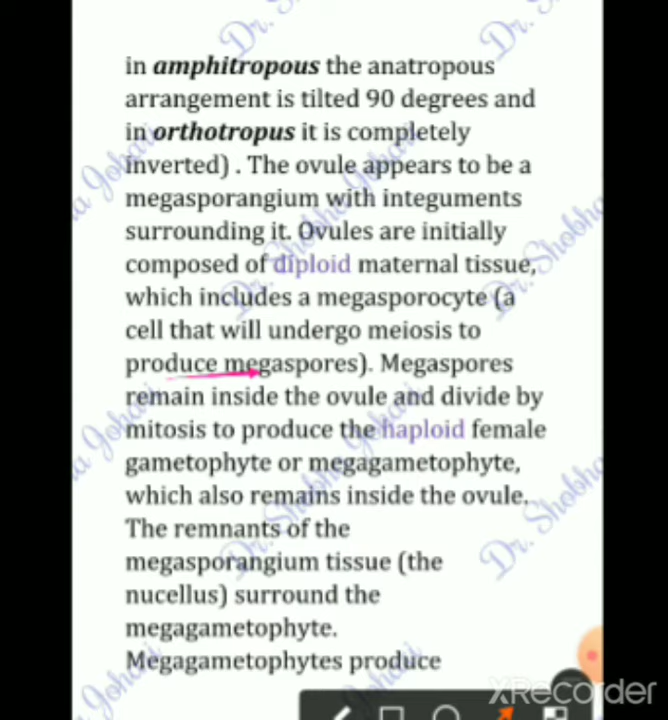 in amphitropous the anatropous
arrangement is tilted 90 degrees and
in orthotropus it is completely
inverted) . The ovule appears to be a
megasporangium with integuments
surrounding it. Ovules are initially
composed of diploid maternal tissue,
which includes a megasporocyte (a
cell that will undergo meiosis to
produce megaspores). Megaspores
remain inside the ovule and divide by
mitosis to produce the haploid female
gametophyte or megagametophyte,
which also remains inside the ovule.
The remnants of the
megasporangium tissue (the
nucellus) surround the
megagametophyte.
Megagametophytes produce
XRecorder
Dr. Shobha Johari